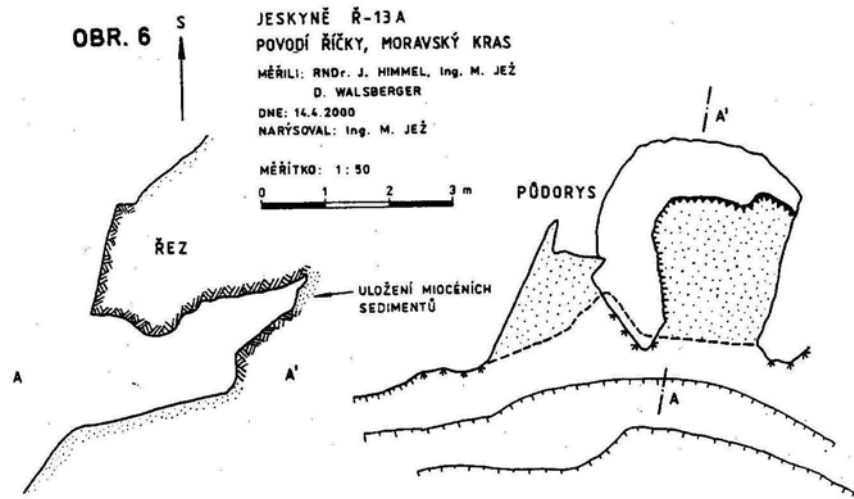 OBR. 6
S
JESKYNĚ Ř-13A
POVODÍ ŘÍČKY, MORAVSKÝ KRAS
MĚŘILI: RNDr. J. HIMMEL, Ing. M. JEŽ
D. WALSBERGER
DNE: 14.4.2000
NARÝSOVAL: Ing. M. JEŽ
MĚŘÍTKO: 1 : 50
0 1 2 3 m
ŘEZ
ULOŽENÍ MIOCÉNÍCH
SEDIMENTŮ
A
A'
PŮDORYS
A'
A